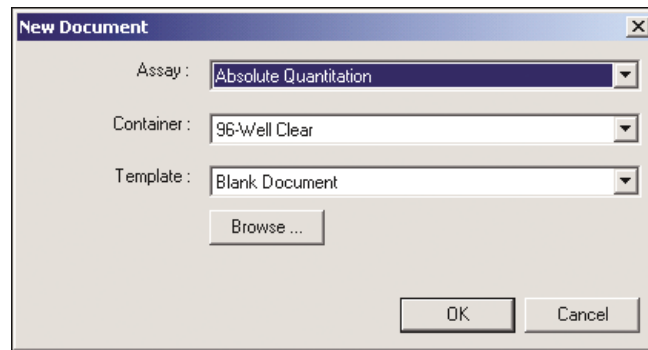 New Document
Assay : Absolute Quantitation
Container : 96-Well Clear
Template : Blank Document
Browse ...
OK Cancel